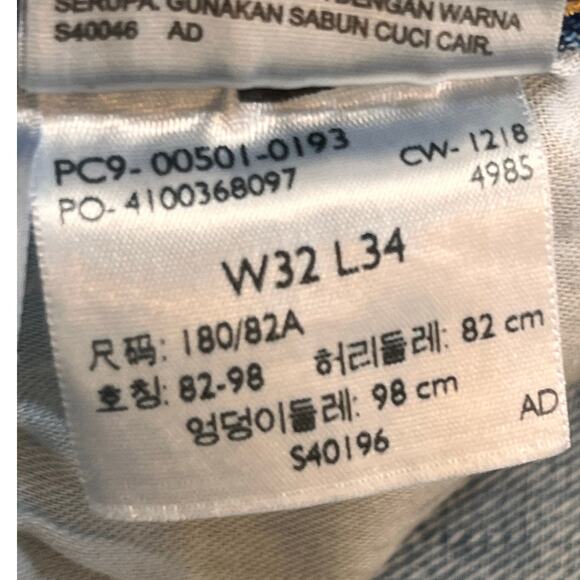 SERUPA. GUNAKAN SABUN CUCI CAIR.
DENGAN WARNA
S40046 AD
PC9-00501-0193 CW-1218
PO-4100368097 4985
W32 L34
尺码: 180/82A
호칭: 82-98 허리둘레: 82 cm
엉덩이둘레: 98 cm
S40196 AD